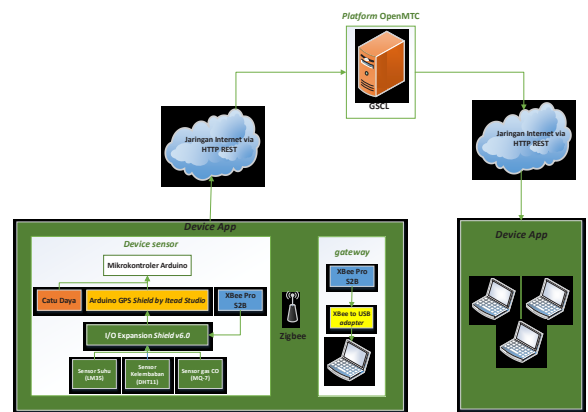 Platform OpenMTC
GSCL
Jaringan Internet via
HTTP REST
Jaringan Internet via
HTTP REST
Device App
Device sensor
Mikrokontroler Arduino
Catu Daya
Arduino GPS Shield by Itead Studio
XBee Pro
S2B
I/O Expansion Shield v6.0
Sensor Suhu
(LM35)
Sensor
Kelembaban
(DHT11)
Sensor gas CO
(MQ-7)
Zigbee
gateway
XBee Pro
S2B
XBee to USB
adapter
Device App